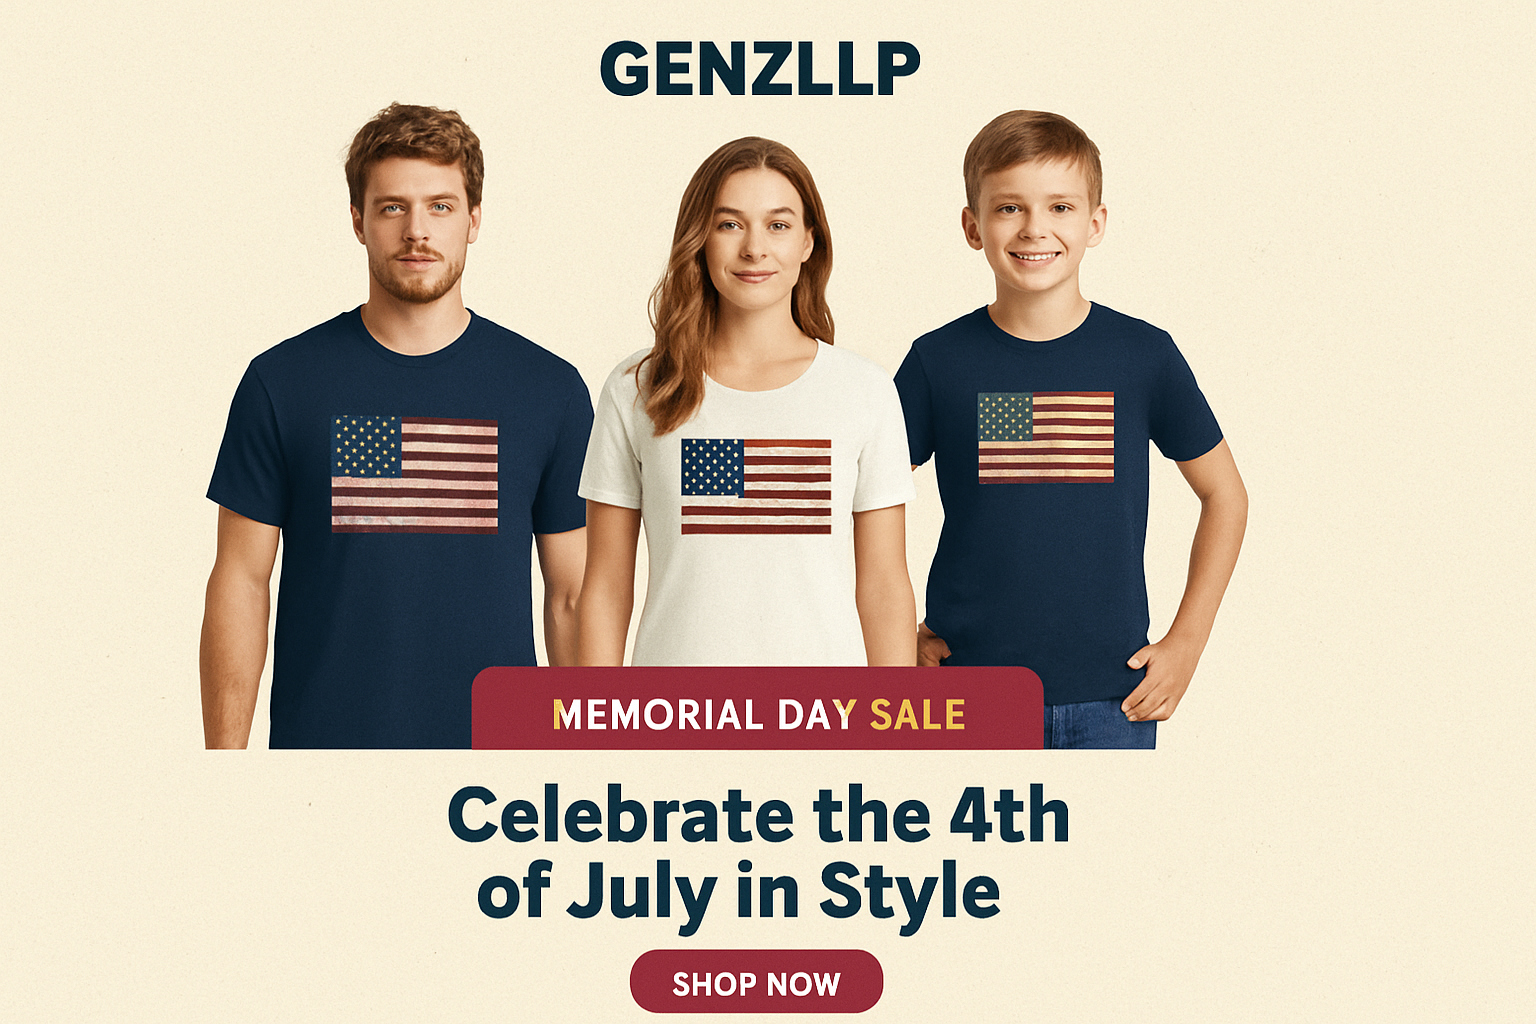 GENZLLP
MEMORIAL DAY SALE
Celebrate the 4th
of July in Style
SHOP NOW